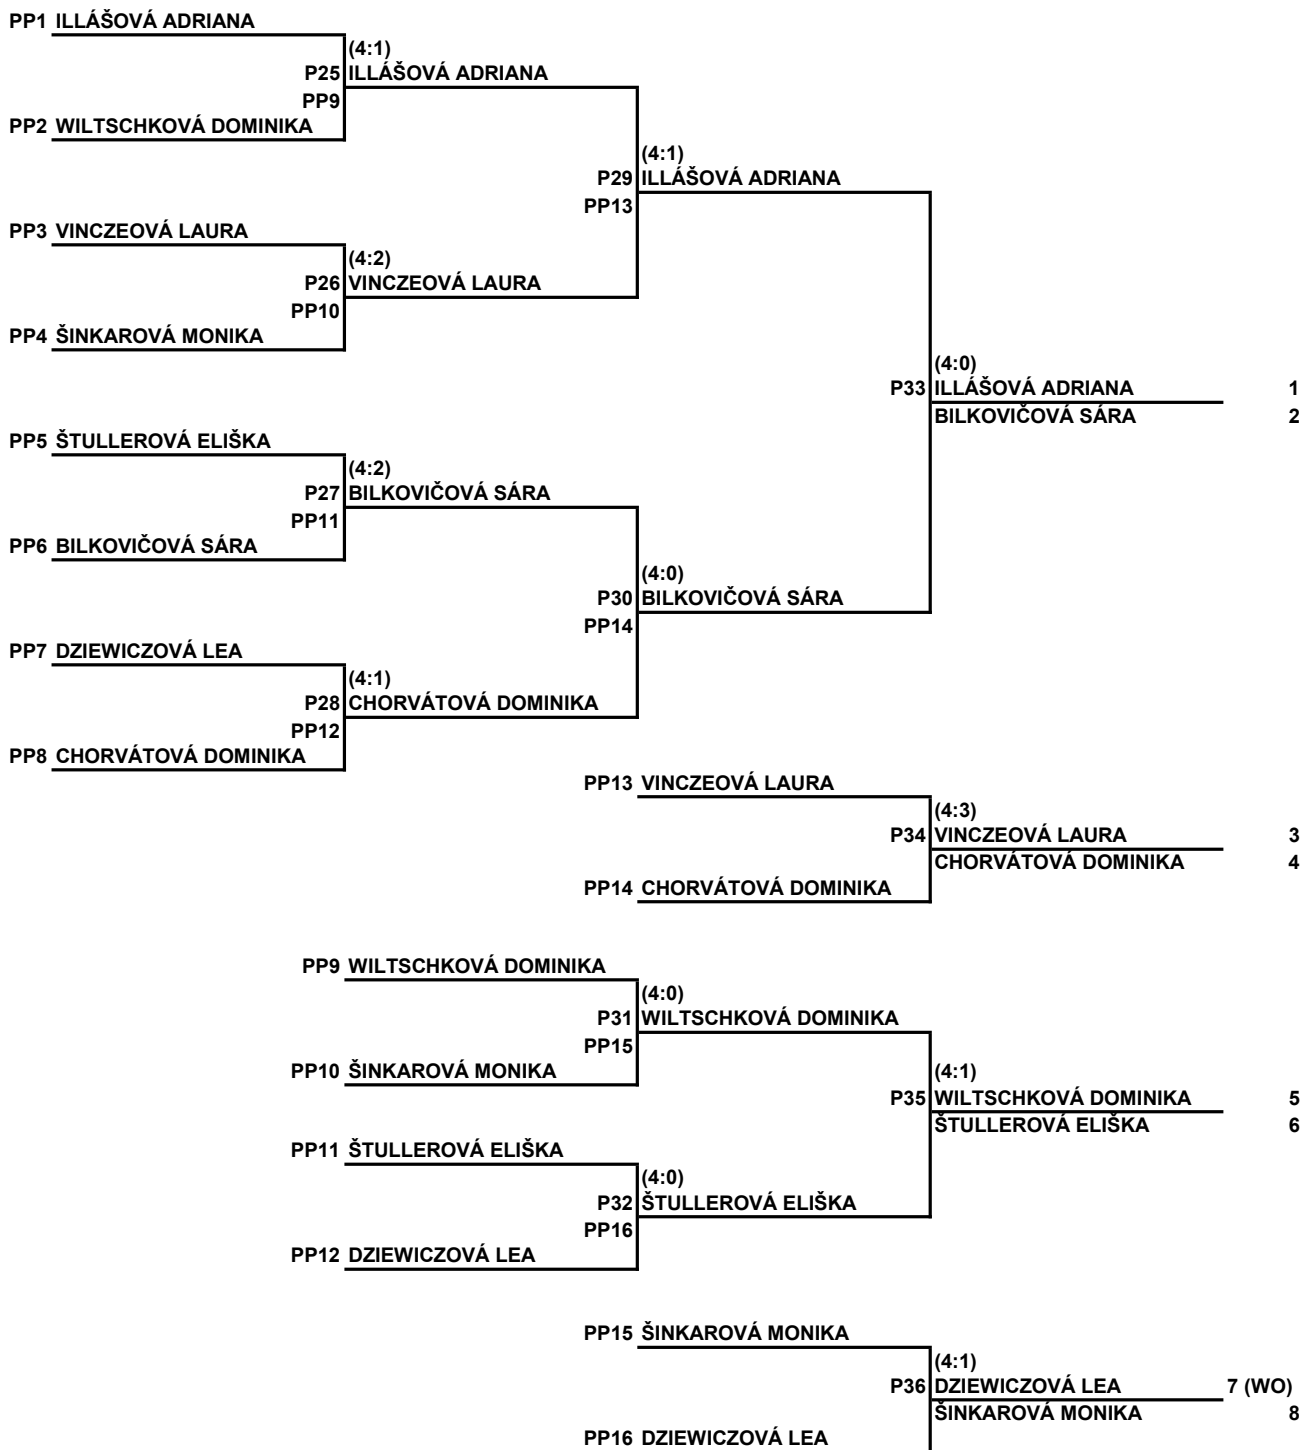 PP1 ILLÁŠOVÁ ADRIANA
(4:1)
P25 ILLÁŠOVÁ ADRIANA
PP9
PP2 WILTSCHKOVÁ DOMINIKA
(4:1)
P29 ILLÁŠOVÁ ADRIANA
PP13
PP3 VINCZEOVÁ LAURA
(4:2)
P26 VINCZEOVÁ LAURA
PP10
PP4 ŠINKAROVÁ MONIKA
(4:0)
P33 ILLÁŠOVÁ ADRIANA 1
BILKOVIČOVÁ SÁRA 2
PP5 ŠTULLEROVÁ ELIŠKA
(4:2)
P27 BILKOVIČOVÁ SÁRA
PP11
PP6 BILKOVIČOVÁ SÁRA
(4:0)
P30 BILKOVIČOVÁ SÁRA
PP14
PP7 DZIEWICZOVÁ LEA
(4:1)
P28 CHORVÁTOVÁ DOMINIKA
PP12
PP8 CHORVÁTOVÁ DOMINIKA
PP13 VINCZEOVÁ LAURA
(4:3)
P34 VINCZEOVÁ LAURA 3
CHORVÁTOVÁ DOMINIKA 4
PP14 CHORVÁTOVÁ DOMINIKA
PP9 WILTSCHKOVÁ DOMINIKA
(4:0)
P31 WILTSCHKOVÁ DOMINIKA
PP15
PP10 ŠINKAROVÁ MONIKA
(4:1)
P35 WILTSCHKOVÁ DOMINIKA 5
ŠTULLEROVÁ ELIŠKA 6
PP11 ŠTULLEROVÁ ELIŠKA
(4:0)
P32 ŠTULLEROVÁ ELIŠKA
PP16
PP12 DZIEWICZOVÁ LEA
PP15 ŠINKAROVÁ MONIKA
(4:1)
P36 DZIEWICZOVÁ LEA 7 (WO)
ŠINKAROVÁ MONIKA 8
PP16 DZIEWICZOVÁ LEA